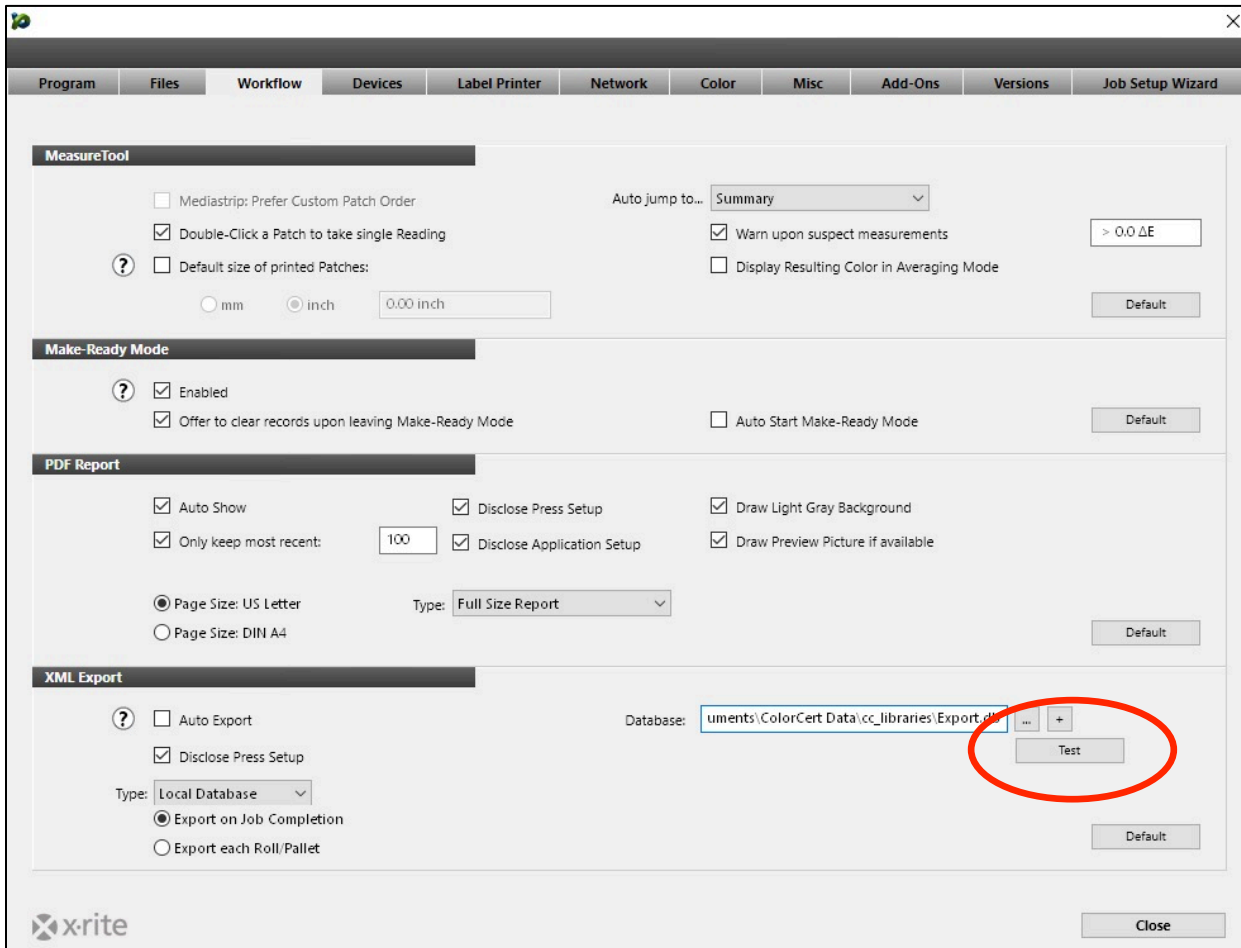 Program Files Workflow Devices Label Printer Network Color Misc Add-Ons Versions Job Setup Wizard
MeasureTool
Mediastrip: Prefer Custom Patch Order Auto jump to... Summary
Double-Click a Patch to take single Reading Warn upon suspect measurements > 0.0 ΔE
? Default size of printed Patches: Display Resulting Color in Averaging Mode
mm inch 0.00 inch Default
Make-Ready Mode
? Enabled
Offer to clear records upon leaving Make-Ready Mode Auto Start Make-Ready Mode Default
PDF Report
Auto Show Disclose Press Setup Draw Light Gray Background
Only keep most recent: 100 Disclose Application Setup Draw Preview Picture if available
Page Size: US Letter Type: Full Size Report
Page Size: DIN A4 Default
XML Export
? Auto Export Database: uments\ColorCert Data\cc_libraries\Export.db ... +
Disclose Press Setup Test
Type: Local Database
Export on Job Completion
Export each Roll/Pallet Default
x·rite Close